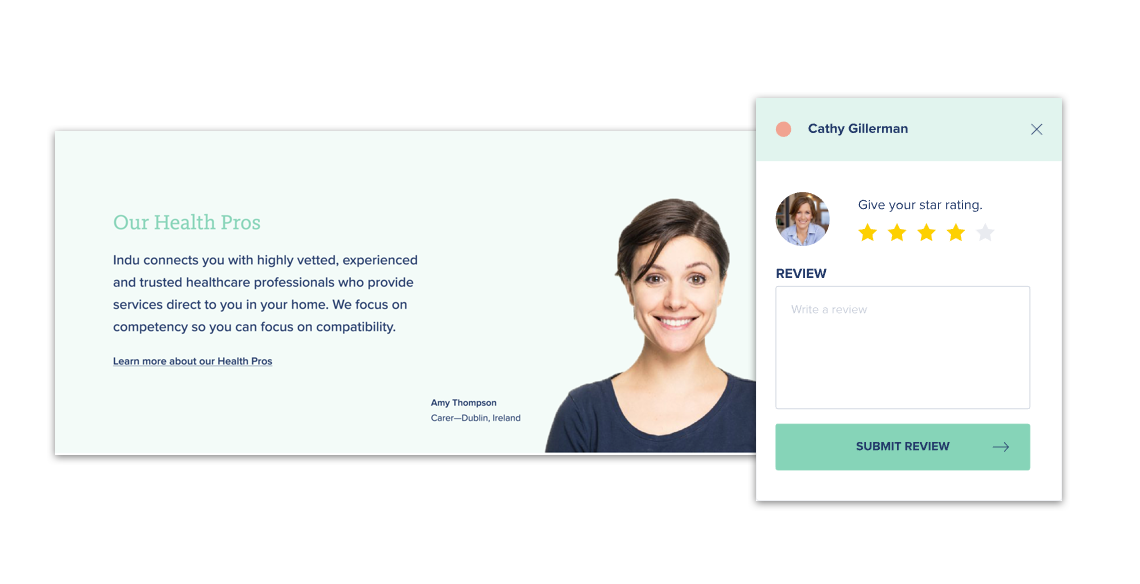 Our Health Pros
Indu connects you with highly vetted, experienced
and trusted healthcare professionals who provide
services direct to you in your home. We focus on
competency so you can focus on compatibility.
Learn more about our Health Pros
Amy Thompson
Carer—Dublin, Ireland
Cathy Gillerman
Give your star rating.
REVIEW
Write a review
SUBMIT REVIEW